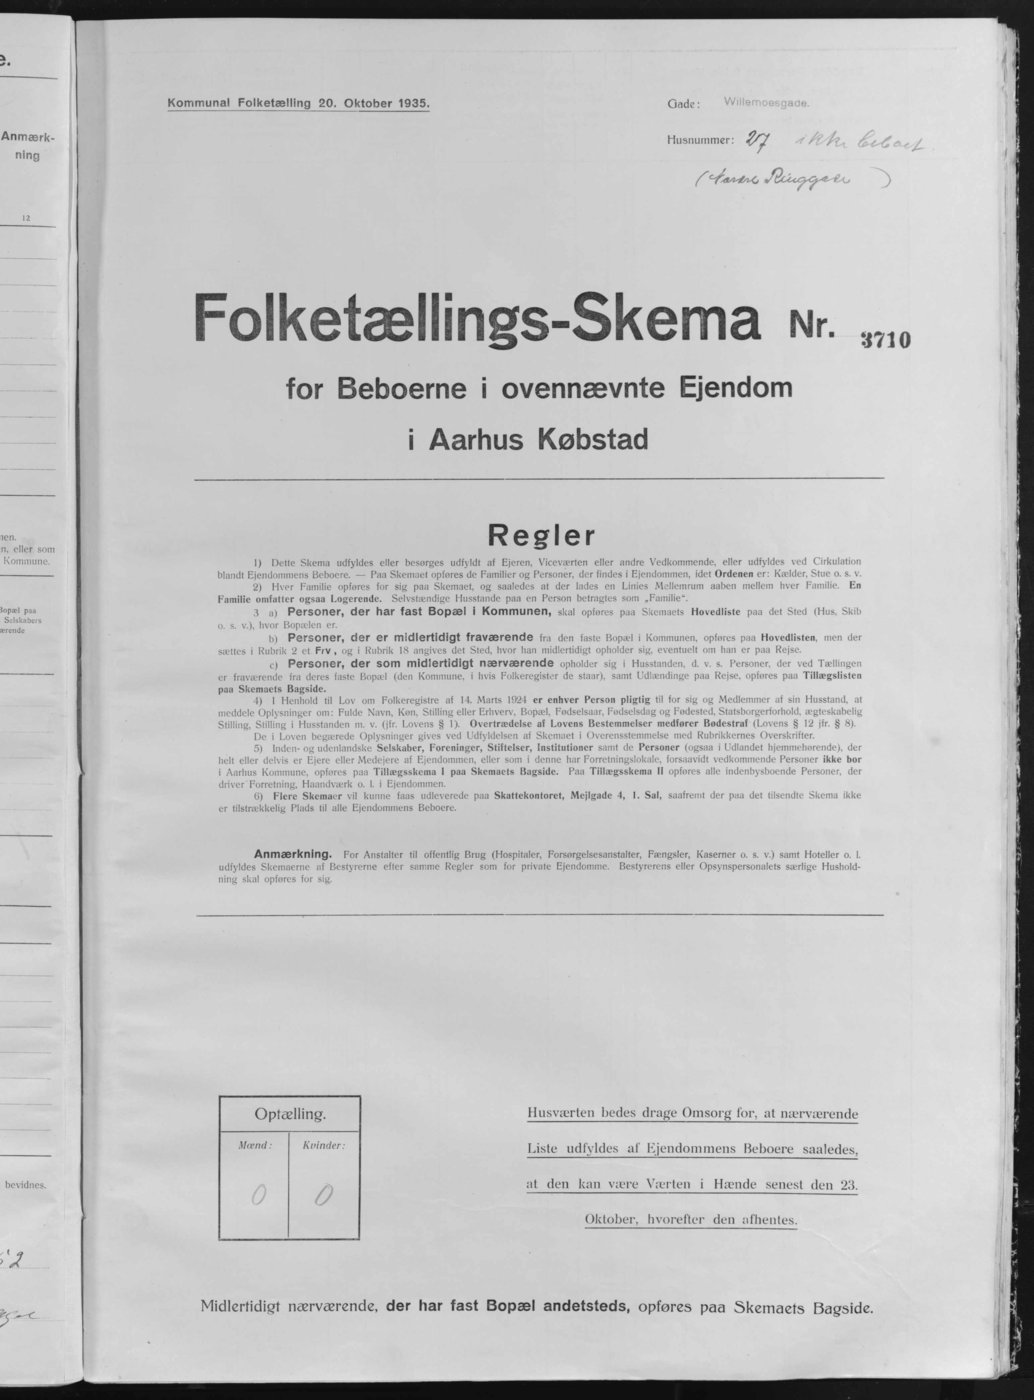 e.
Anmærk-
ning
12
nen.
n, eller som
Kommune.
Bopæl paa
Selskabers
ærende
bevidnes.
Kommunal Folketælling 20. Oktober 1935.
Gade: Willemoesgade.
Husnummer: 27 ikke beboet.
(Nordre Ringgade )
Folketællings-Skema Nr. 3710
for Beboerne i ovennævnte Ejendom
i Aarhus Købstad
Regler
1) Dette Skema udfyldes eller besørges udfyldt af Ejeren, Viceværten eller andre Vedkommende, eller udfyldes ved Cirkulation
blandt Ejendommens Beboere. — Paa Skemaet opføres de Familier og Personer, der findes i Ejendommen, idet Ordenen er: Kælder, Stue o. s. v.
2) Hver Familie opføres for sig paa Skemaet, og saaledes at der lades en Linies Mellemrum aaben mellem hver Familie. En
Familie omfatter ogsaa Logerende. Selvstændige Husstande paa en Person betragtes som „Familie“.
3 a) Personer, der har fast Bopæl i Kommunen, skal opføres paa Skemaets Hovedliste paa det Sted (Hus, Skib
o. s. v.), hvor Bopælen er.
b) Personer, der er midlertidigt fraværende fra den faste Bopæl i Kommunen, opføres paa Hovedlisten, men der
sættes i Rubrik 2 et Frv, og i Rubrik 18 angives det Sted, hvor han midlertidigt opholder sig, eventuelt om han er paa Rejse.
c) Personer, der som midlertidigt nærværende opholder sig i Husstanden, d. v. s. Personer, der ved Tællingen
er fraværende fra deres faste Bopæl (den Kommune, i hvis Folkeregister de staar), samt Udlændinge paa Rejse, opføres paa Tillægslisten
paa Skemaets Bagside.
4) I Henhold til Lov om Folkeregistre af 14. Marts 1924 er enhver Person pligtig til for sig og Medlemmer af sin Husstand, at
meddele Oplysninger om: Fulde Navn, Køn, Stilling eller Erhverv, Bopæl, Fødselsaar, Fødselsdag og Fødested, Statsborgerforhold, ægteskabelig
Stilling, Stilling i Husstanden m. v. (jfr. Lovens § 1). Overtrædelse af Lovens Bestemmelser medfører Bødestraf (Lovens § 12 jfr. § 8).
De i Loven begærede Oplysninger gives ved Udfyldelsen af Skemaet i Overensstemmelse med Rubrikkernes Overskrifter.
5) Inden- og udenlandske Selskaber, Foreninger, Stiftelser, Institutioner samt de Personer (ogsaa i Udlandet hjemmehørende), der
helt eller delvis er Ejere eller Medejere af Ejendommen, eller som i denne har Forretningslokale, forsaavidt vedkommende Personer ikke bor
i Aarhus Kommune, opføres paa Tillægsskema I paa Skemaets Bagside. Paa Tillægsskema II opføres alle indenbysboende Personer, der
driver Forretning, Haandværk o. l. i Ejendommen.
6) Flere Skemaer vil kunne faas udleverede paa Skattekontoret, Mejlgade 4, 1. Sal, saafremt der paa det tilsendte Skema ikke
er tilstrækkelig Plads til alle Ejendommens Beboere.
Anmærkning. For Anstalter til offentlig Brug (Hospitaler, Forsørgelsesanstalter, Fængsler, Kaserner o. s. v.) samt Hoteller o. l.
udfyldes Skemaerne af Bestyrerne efter samme Regler som for private Ejendomme. Bestyrerens eller Opsynspersonalets særlige Hushold-
ning skal opføres for sig.
Optælling.
Mænd: Kvinder:
0 0
Husværten bedes drage Omsorg for, at nærværende
Liste udfyldes af Ejendommens Beboere saaledes,
at den kan være Værten i Hænde senest den 23.
Oktober, hvorefter den afhentes.
Midlertidigt nærværende, der har fast Bopæl andetsteds, opføres paa Skemaets Bagside.